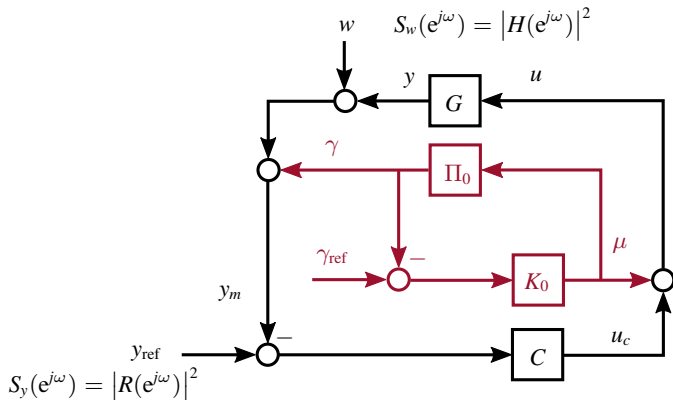 w
S_w(e^{jω}) = |H(e^{jω})|^2
y
G
u
γ
Π_0
γ_ref
−
μ
K_0
y_m
−
y_ref
C
u_c
S_y(e^{jω}) = |R(e^{jω})|^2